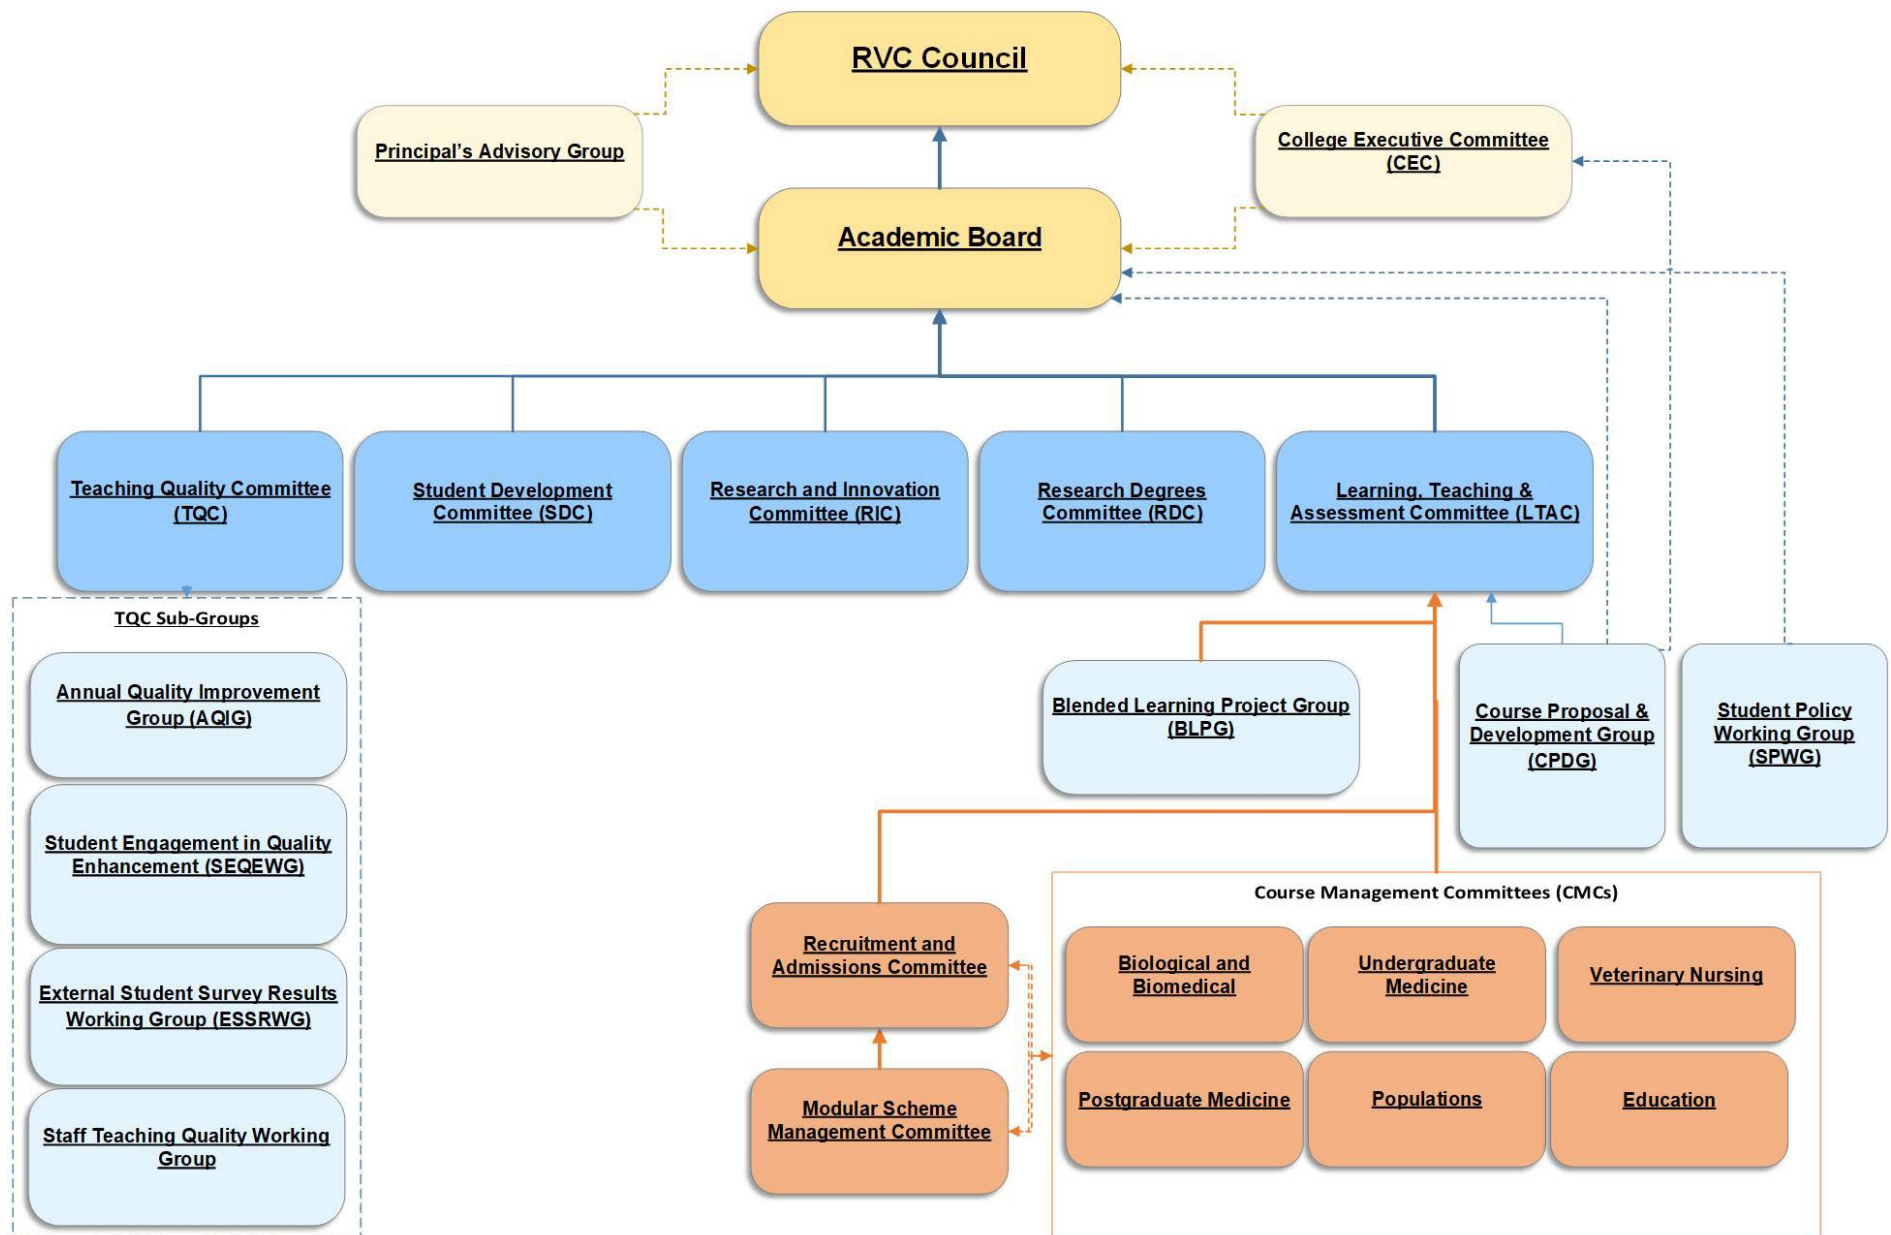 RVC Council
Principal’s Advisory Group
College Executive Committee
(CEC)
Academic Board
Teaching Quality Committee
(TQC)
Student Development
Committee (SDC)
Research and Innovation
Committee (RIC)
Research Degrees
Committee (RDC)
Learning, Teaching &
Assessment Committee (LTAC)
TQC Sub-Groups
Annual Quality Improvement
Group (AQIG)
Student Engagement in Quality
Enhancement (SEQEWG)
External Student Survey Results
Working Group (ESSRWG)
Staff Teaching Quality Working
Group
Blended Learning Project Group
(BLPG)
Course Proposal &
Development Group
(CPDG)
Student Policy
Working Group
(SPWG)
Recruitment and
Admissions Committee
Modular Scheme
Management Committee
Course Management Committees (CMCs)
Biological and
Biomedical
Undergraduate
Medicine
Veterinary Nursing
Postgraduate Medicine
Populations
Education